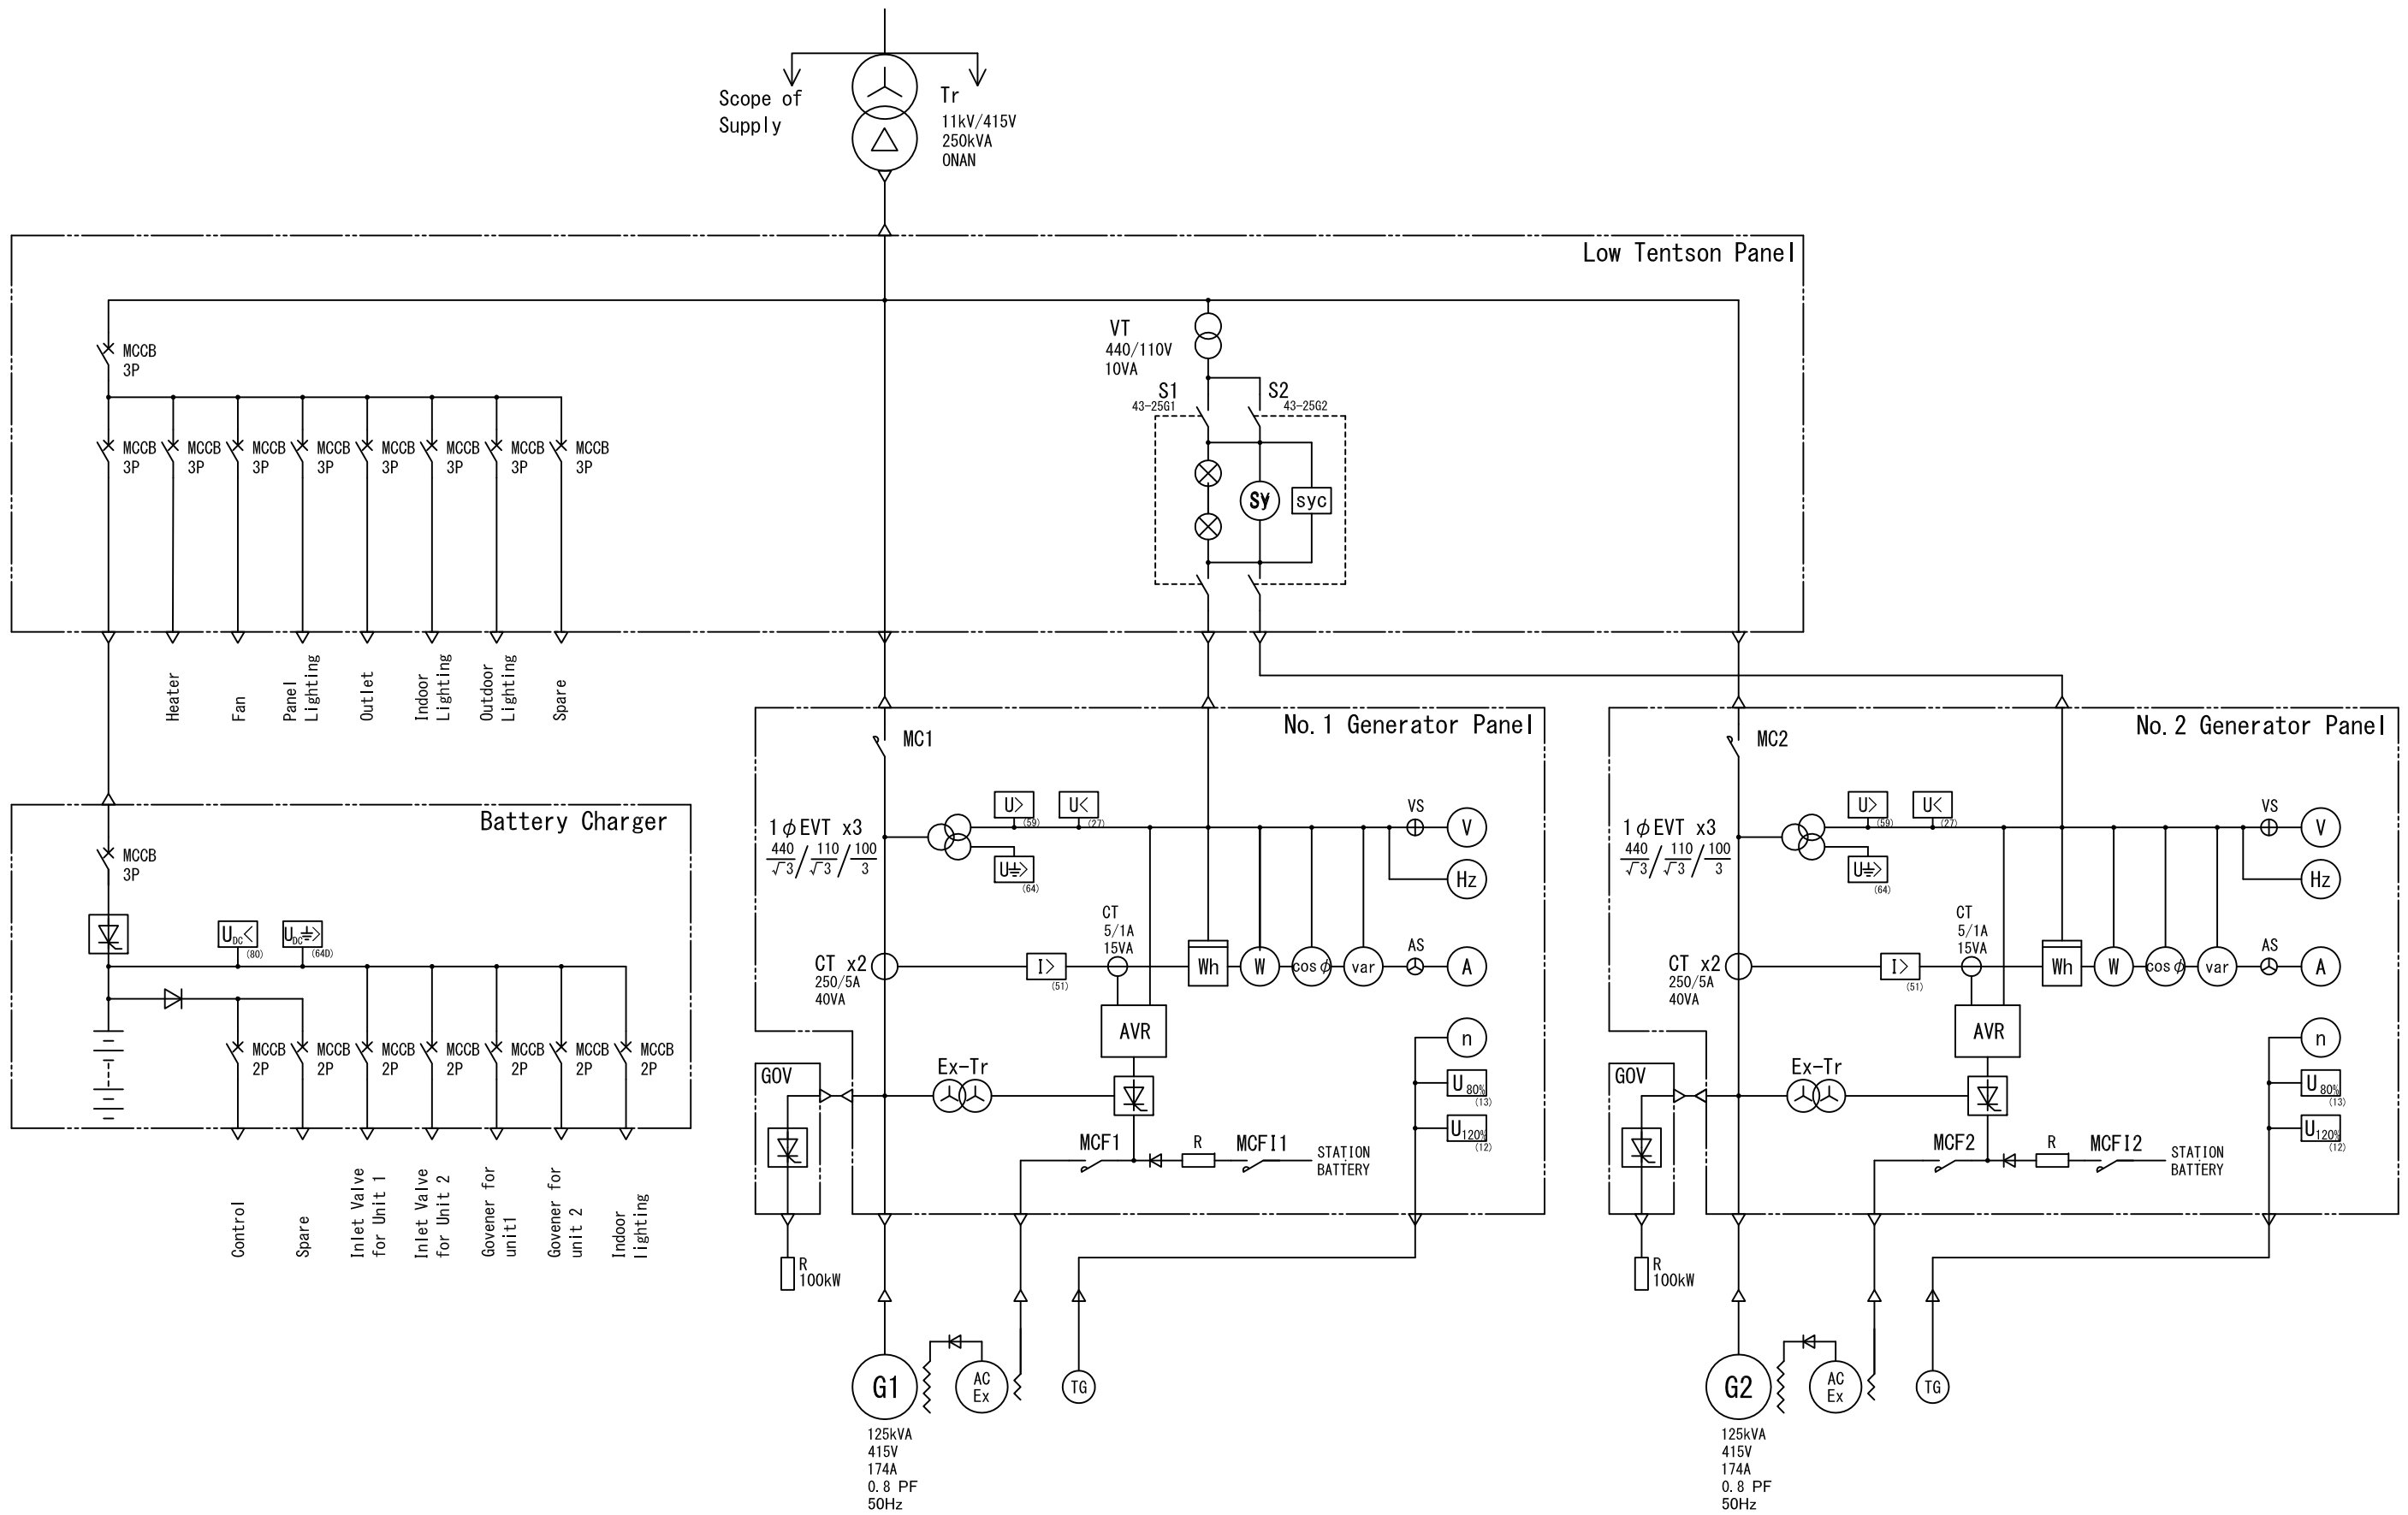 Scope of
Supply
Tr
11kV/415V
250kVA
ONAN
Low Tentson Panel
MCCB
3P
VT
440/110V
10VA
S1
43-25G1
S2
43-25G2
MCCB
3P
MCCB
3P
MCCB
3P
MCCB
3P
MCCB
3P
MCCB
3P
MCCB
3P
MCCB
3P
Sy
syc
Heater
Fan
Panel
Lighting
Outlet
Indoor
Lighting
Outdoor
Lighting
Spare
Battery Charger
MCCB
3P
UDC<
(80)
UDC⏚>
(64D)
MCCB
2P
MCCB
2P
MCCB
2P
MCCB
2P
MCCB
2P
MCCB
2P
MCCB
2P
Control
Spare
Inlet Valve
for Unit 1
Inlet Valve
for Unit 2
Govener for
unit1
Govener for
unit 2
Indoor
lighting
No.1 Generator Panel
MC1
1φEVT x3
440/√3 / 110/√3 / 100/3
U>
(59)
U<
(27)
U⏚>
(64)
VS
V
Hz
CT
5/1A
15VA
CT x2
250/5A
40VA
I>
(51)
Wh
W
cosφ
var
AS
A
AVR
n
GOV
Ex-Tr
U 80%
(13)
U120%
(12)
MCF1
R
MCFI1
STATION
BATTERY
R
100kW
G1
AC
Ex
TG
125kVA
415V
174A
0.8 PF
50Hz
No.2 Generator Panel
MC2
1φEVT x3
440/√3 / 110/√3 / 100/3
U>
(59)
U<
(27)
U⏚>
(64)
VS
V
Hz
CT
5/1A
15VA
CT x2
250/5A
40VA
I>
(51)
Wh
W
cosφ
var
AS
A
AVR
n
GOV
Ex-Tr
U 80%
(13)
U120%
(12)
MCF2
R
MCFI2
STATION
BATTERY
R
100kW
G2
AC
Ex
TG
125kVA
415V
174A
0.8 PF
50Hz